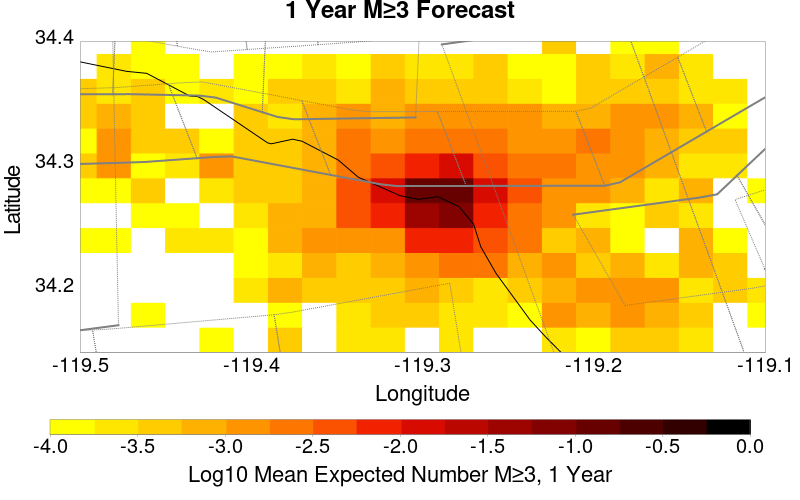 1 Year M≥3 Forecast
34.4
34.3
34.2
Latitude
-119.5 -119.4 -119.3 -119.2 -119.1
Longitude
-4.0 -3.5 -3.0 -2.5 -2.0 -1.5 -1.0 -0.5 0.0
Log10 Mean Expected Number M≥3, 1 Year